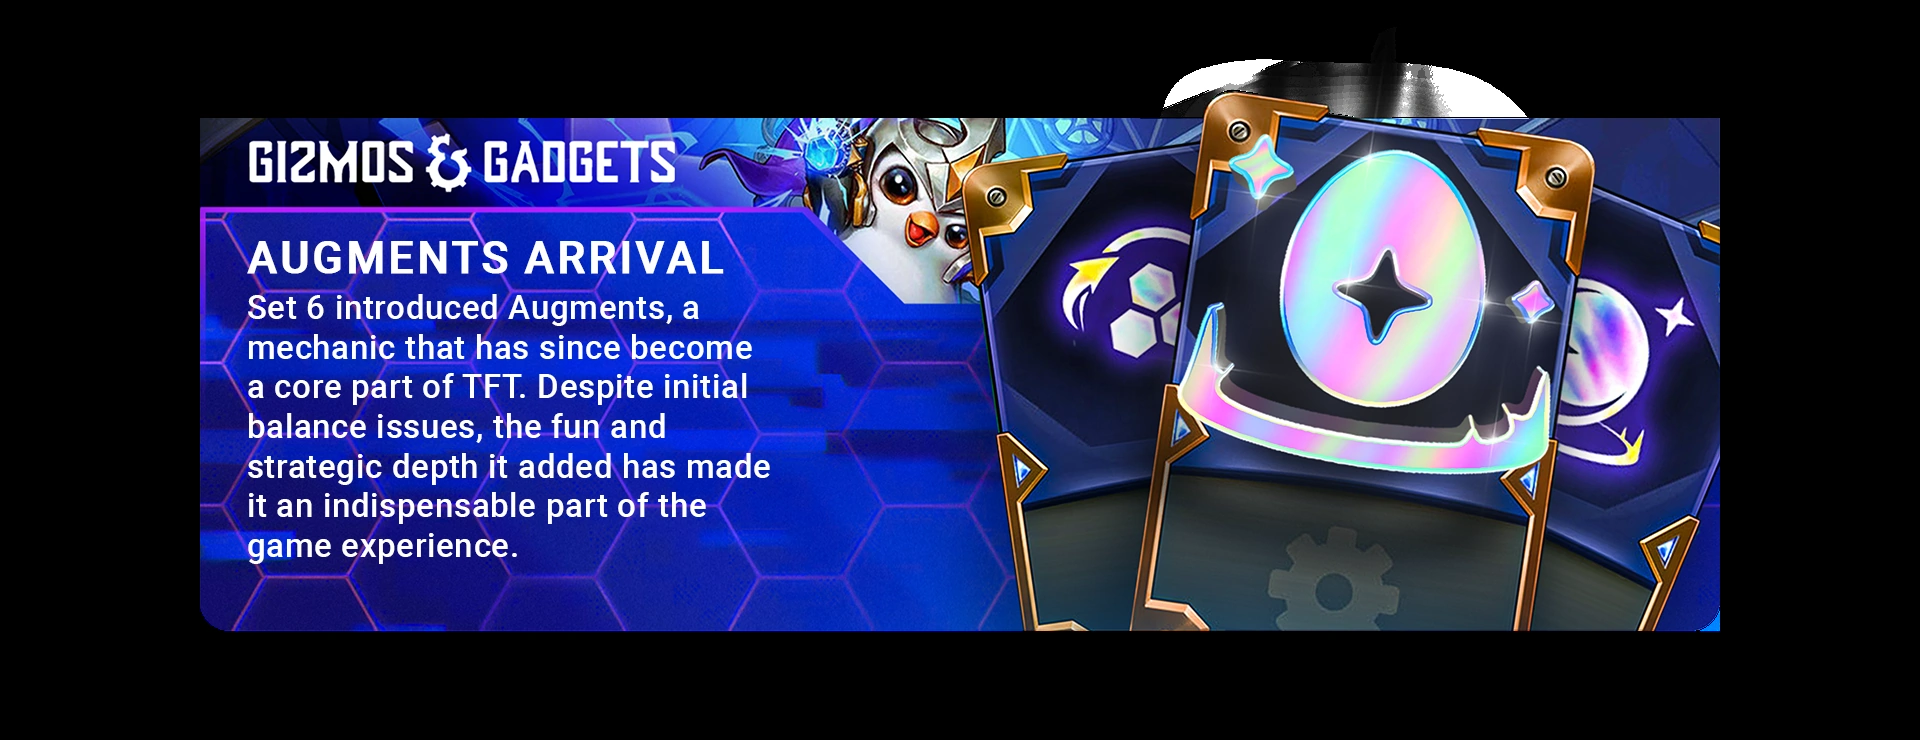 GIZMOS & GADGETS
AUGMENTS ARRIVAL
Set 6 introduced Augments, a
mechanic that has since become
a core part of TFT. Despite initial
balance issues, the fun and
strategic depth it added has made
it an indispensable part of the
game experience.